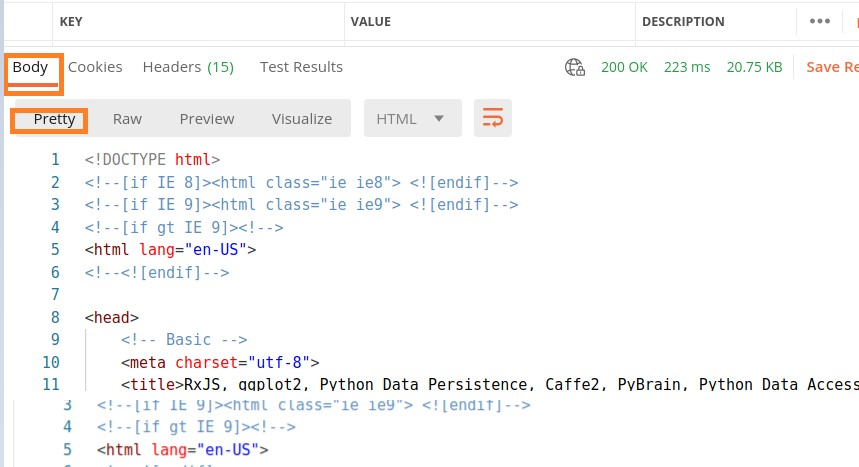 KEY VALUE DESCRIPTION •••
Body Cookies Headers (15) Test Results 200 OK 223 ms 20.75 KB Save Re
Pretty Raw Preview Visualize HTML
1 <!DOCTYPE html>
2 <!--[if IE 8]><html class="ie ie8"> <![endif]-->
3 <!--[if IE 9]><html class="ie ie9"> <![endif]-->
4 <!--[if gt IE 9]><!-->
5 <html lang="en-US">
6 <!--<![endif]-->
7
8 <head>
9 <!-- Basic -->
10 <meta charset="utf-8">
11 <title>RxJS, ggplot2, Python Data Persistence, Caffe2, PyBrain, Python Data Access
3 <!--[if IE 9]><html class="ie ie9"> <![endif]-->
4 <!--[if gt IE 9]><!-->
5 <html lang="en-US">